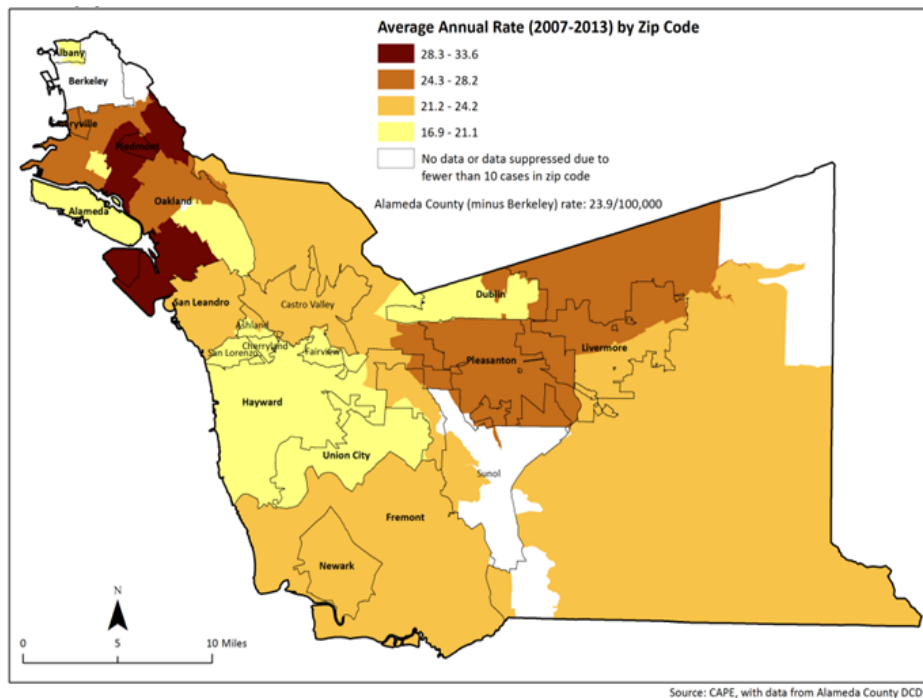 Average Annual Rate (2007-2013) by Zip Code
28.3 - 33.6
24.3 - 28.2
21.2 - 24.2
16.9 - 21.1
No data or data suppressed due to
fewer than 10 cases in zip code
Alameda County (minus Berkeley) rate: 23.9/100,000
Albany
Berkeley
Piedmont
Oakland
Alameda
San Leandro
Castro Valley
Dublin
Ashland
Cherryland
San Lorenzo
Fairview
Pleasanton
Livermore
Hayward
Union City
Sunol
Fremont
Newark
N
0 5 10 Miles
Source: CAPE, with data from Alameda County DCD